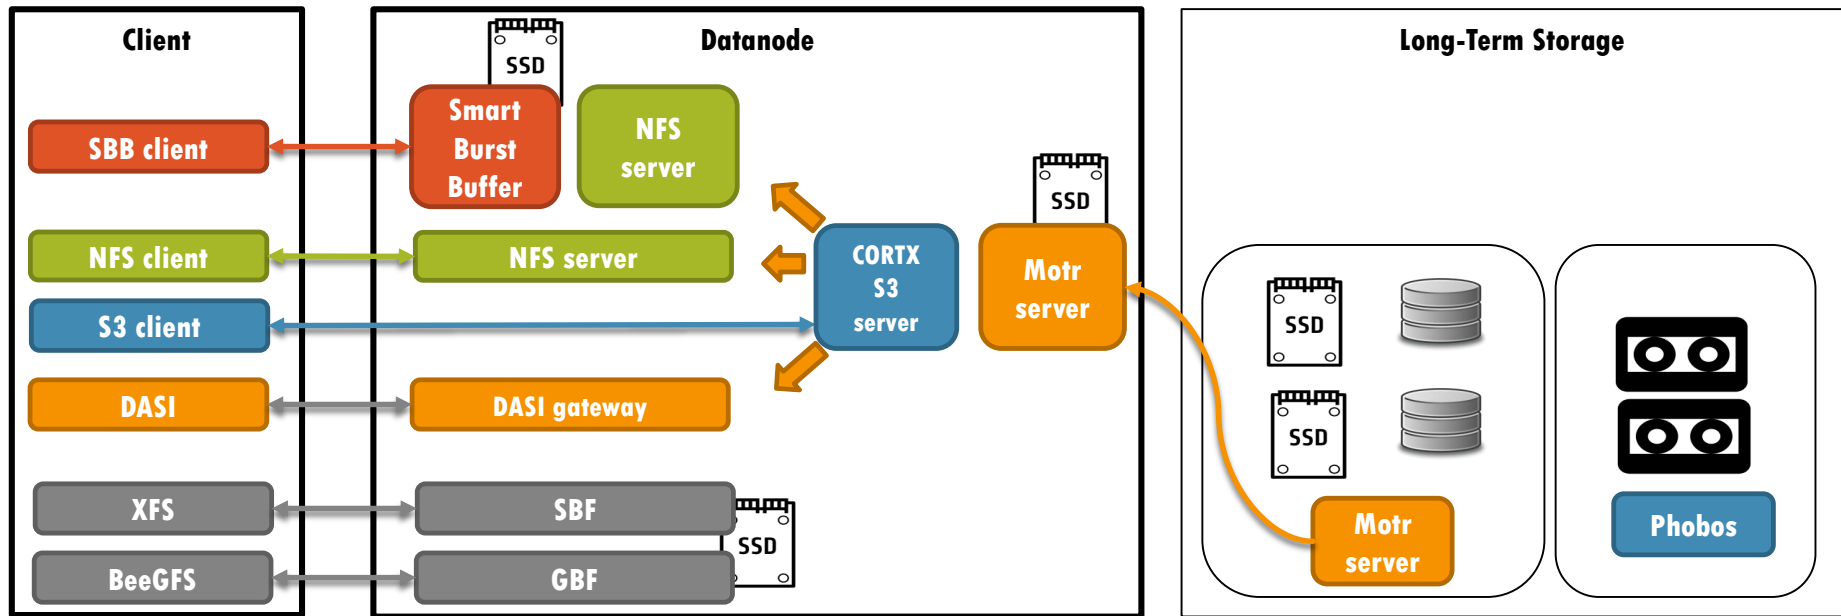 Client
Datanode
Long-Term Storage
SSD
Smart
Burst
Buffer
NFS
server
SBB client
SSD
NFS client
NFS server
CORTX
S3
server
Motr
server
S3 client
SSD
SSD
DASI
DASI gateway
XFS
SBF
SSD
BeeGFS
GBF
Motr
server
Phobos